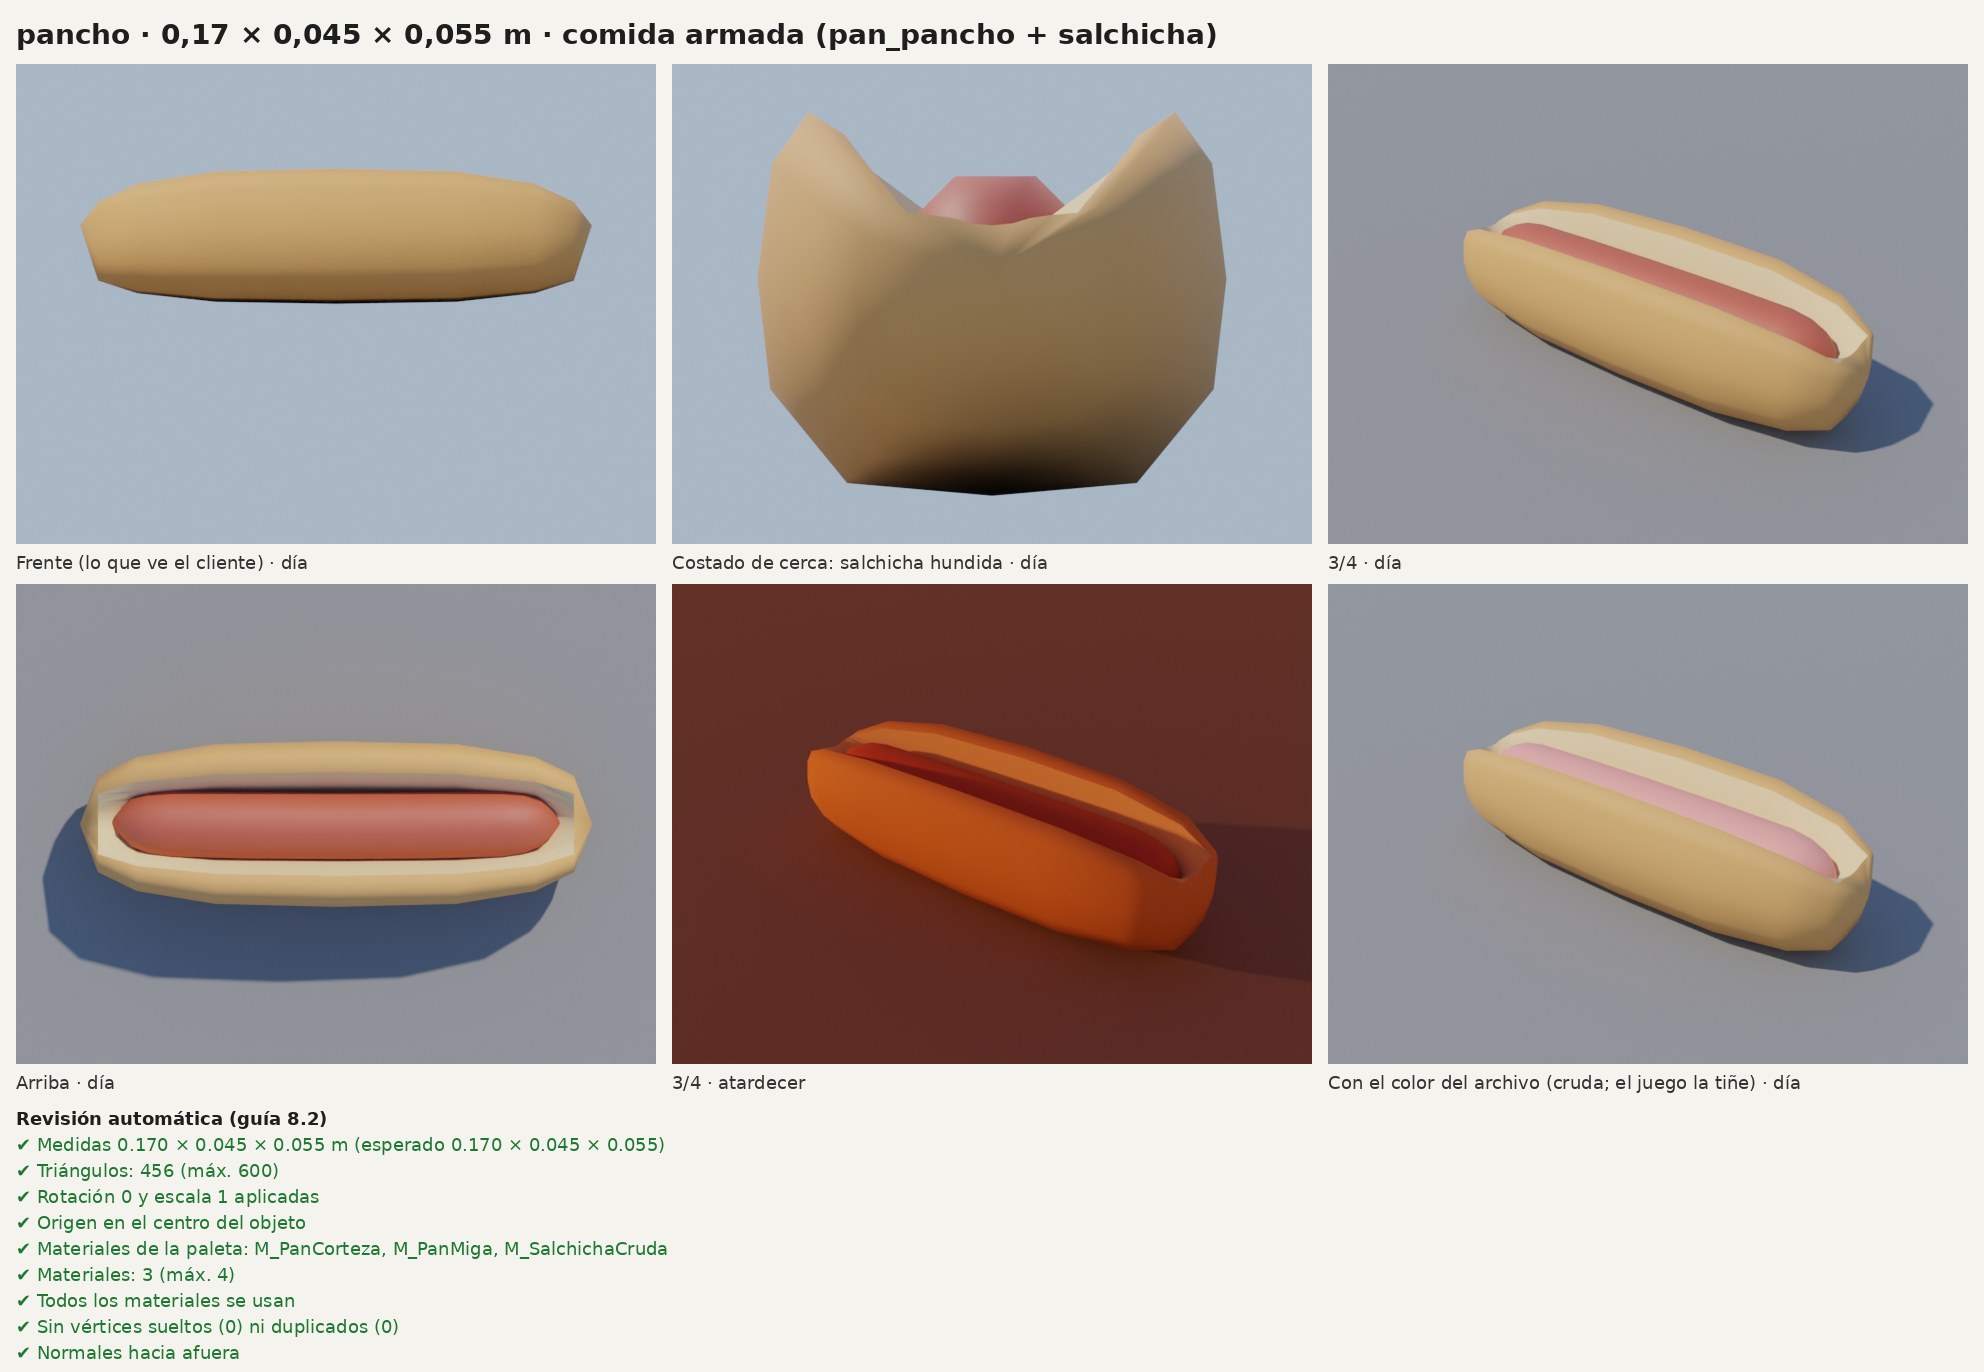 pancho · 0,17 × 0,045 × 0,055 m · comida armada (pan_pancho + salchicha)
Frente (lo que ve el cliente) · día
Costado de cerca: salchicha hundida · día
3/4 · día
Arriba · día
3/4 · atardecer
Con el color del archivo (cruda; el juego la tiñe) · día
Revisión automática (guía 8.2)
✔ Medidas 0.170 × 0.045 × 0.055 m (esperado 0.170 × 0.045 × 0.055)
✔ Triángulos: 456 (máx. 600)
✔ Rotación 0 y escala 1 aplicadas
✔ Origen en el centro del objeto
✔ Materiales de la paleta: M_PanCorteza, M_PanMiga, M_SalchichaCruda
✔ Materiales: 3 (máx. 4)
✔ Todos los materiales se usan
✔ Sin vértices sueltos (0) ni duplicados (0)
✔ Normales hacia afuera